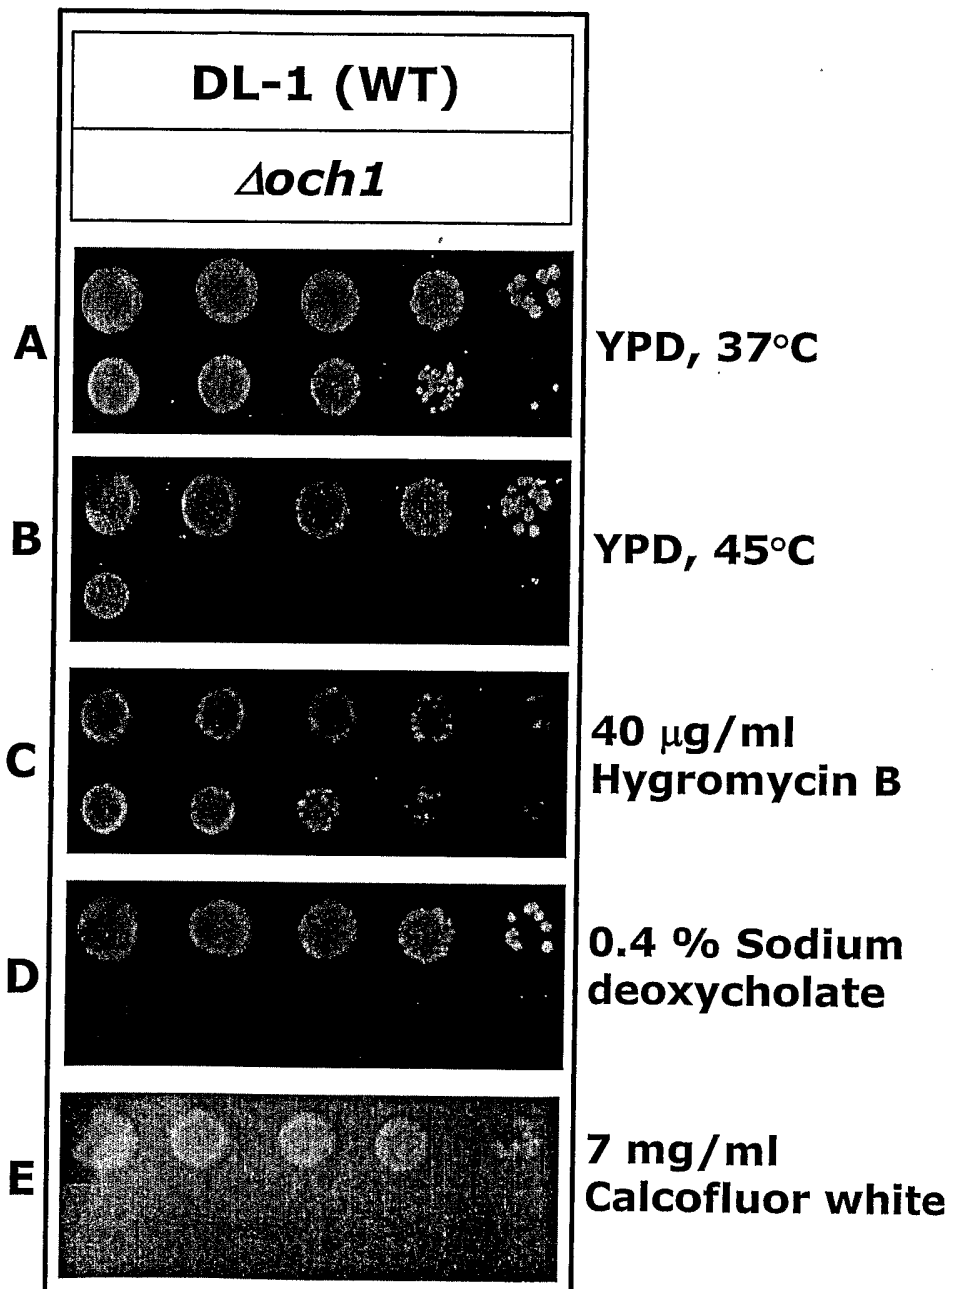 DL-1 (WT)
Δoch1
A
YPD, 37°C
B
YPD, 45°C
C
40 µg/ml
Hygromycin B
D
0.4 % Sodium
deoxycholate
E
7 mg/ml
Calcofluor white